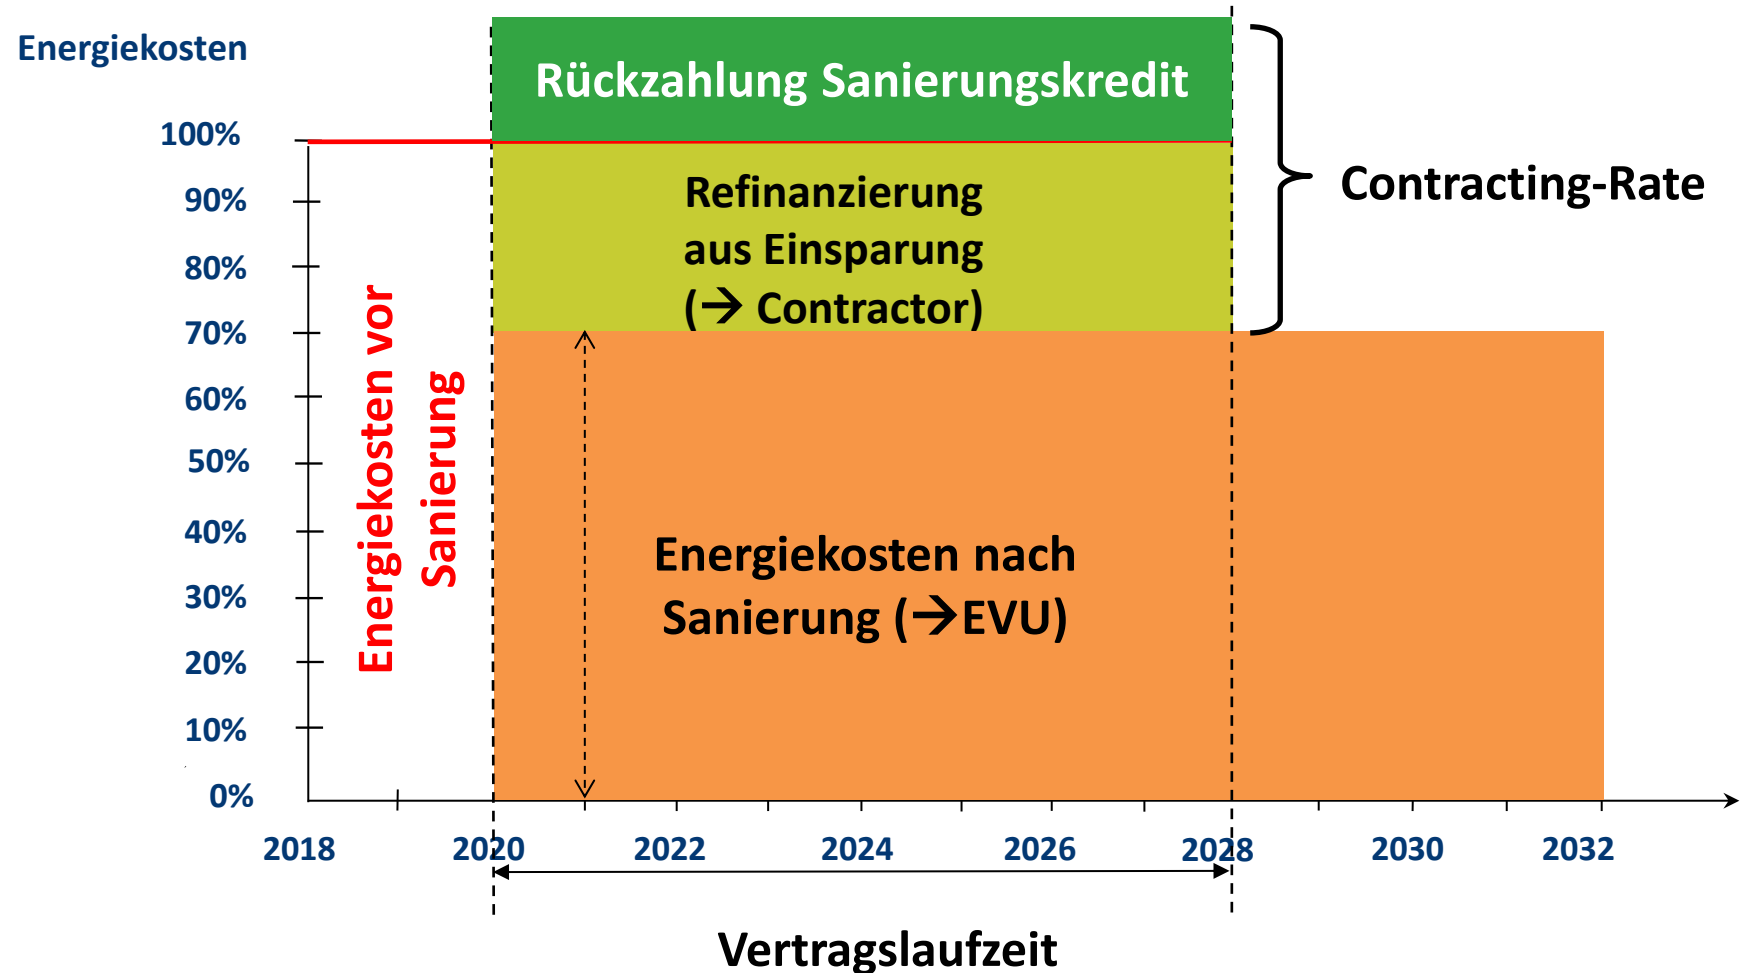 Energiekosten
Rückzahlung Sanierungskredit
100%
90%
80%
70%
60%
50%
40%
30%
20%
10%
0%
Refinanzierung
aus Einsparung
(→ Contractor)
Contracting-Rate
Energiekosten vor
Sanierung
Energiekosten nach
Sanierung (→EVU)
2018
2020
2022
2024
2026
2028
2030
2032
Vertragslaufzeit